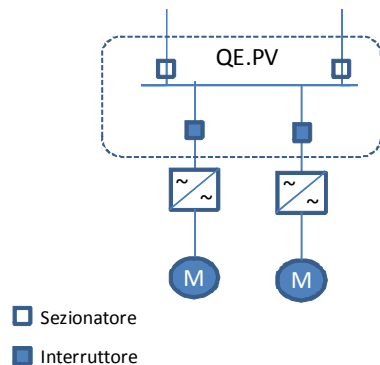 QE.PV
~ ~
~ ~
M M
Sezionatore
Interruttore